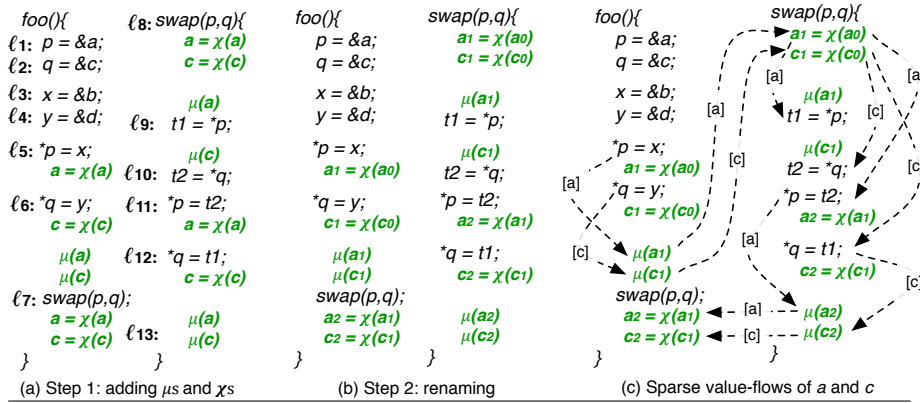 foo(){
ℓ1: p = &a;
ℓ2: q = &c;
ℓ3: x = &b;
ℓ4: y = &d;
ℓ5: *p = x;
a = χ(a)
ℓ6: *q = y;
c = χ(c)
μ(a)
μ(c)
ℓ7: swap(p,q);
a = χ(a)
c = χ(c)
}
ℓ8: swap(p,q){
a = χ(a)
c = χ(c)
μ(a)
ℓ9: t1 = *p;
μ(c)
ℓ10: t2 = *q;
ℓ11: *p = t2;
a = χ(a)
ℓ12: *q = t1;
c = χ(c)
ℓ13: μ(a)
μ(c)
}
(a) Step 1: adding μs and χs
foo(){
p = &a;
q = &c;
x = &b;
y = &d;
*p = x;
a1 = χ(a0)
*q = y;
c1 = χ(c0)
μ(a1)
μ(c1)
swap(p,q);
a2 = χ(a1)
c2 = χ(c1)
}
swap(p,q){
a1 = χ(a0)
c1 = χ(c0)
μ(a1)
t1 = *p;
μ(c1)
t2 = *q;
*p = t2;
a2 = χ(a1)
*q = t1;
c2 = χ(c1)
μ(a2)
μ(c2)
}
(b) Step 2: renaming
foo(){
p = &a;
q = &c;
x = &b;
y = &d;
*p = x;
a1 = χ(a0)
*q = y;
c1 = χ(c0)
μ(a1)
μ(c1)
swap(p,q);
a2 = χ(a1)
c2 = χ(c1)
}
[a]
[c]
[a]
[c]
swap(p,q){
a1 = χ(a0)
c1 = χ(c0)
μ(a1)
t1 = *p;
μ(c1)
t2 = *q;
*p = t2;
a2 = χ(a1)
*q = t1;
c2 = χ(c1)
μ(a2)
μ(c2)
}
[a]
[c]
[a]
[c]
[a]
[c]
[a]
[c]
(c) Sparse value-flows of a and c